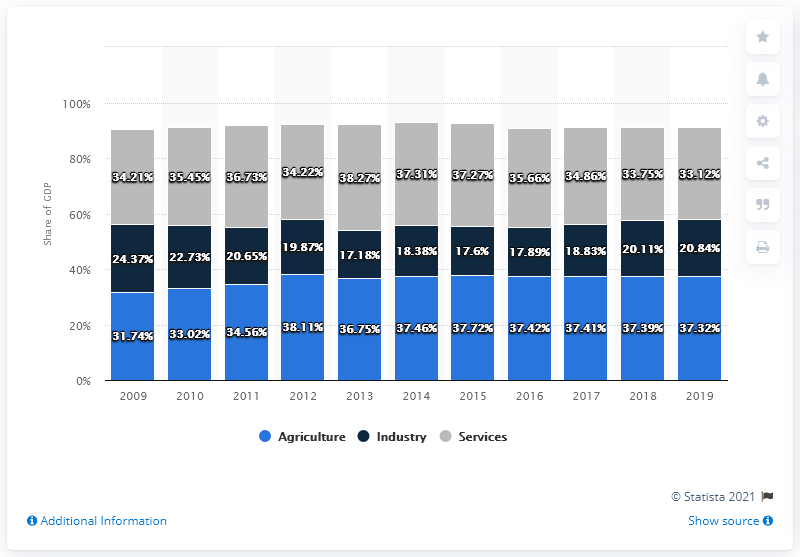 100%
80%
60%
40%
20%
0%
Share of GDP
34.21% 35.45% 36.73% 34.22% 38.27% 37.31% 37.27% 35.66% 34.86% 33.75% 33.12%
24.37% 22.73% 20.65% 19.87% 17.18% 18.38% 17.6% 17.89% 18.83% 20.11% 20.84%
31.74% 33.02% 34.56% 38.11% 36.75% 37.46% 37.72% 37.42% 37.41% 37.39% 37.32%
2009 2010 2011 2012 2013 2014 2015 2016 2017 2018 2019
Agriculture Industry Services
© Statista 2021
Additional Information
Show source